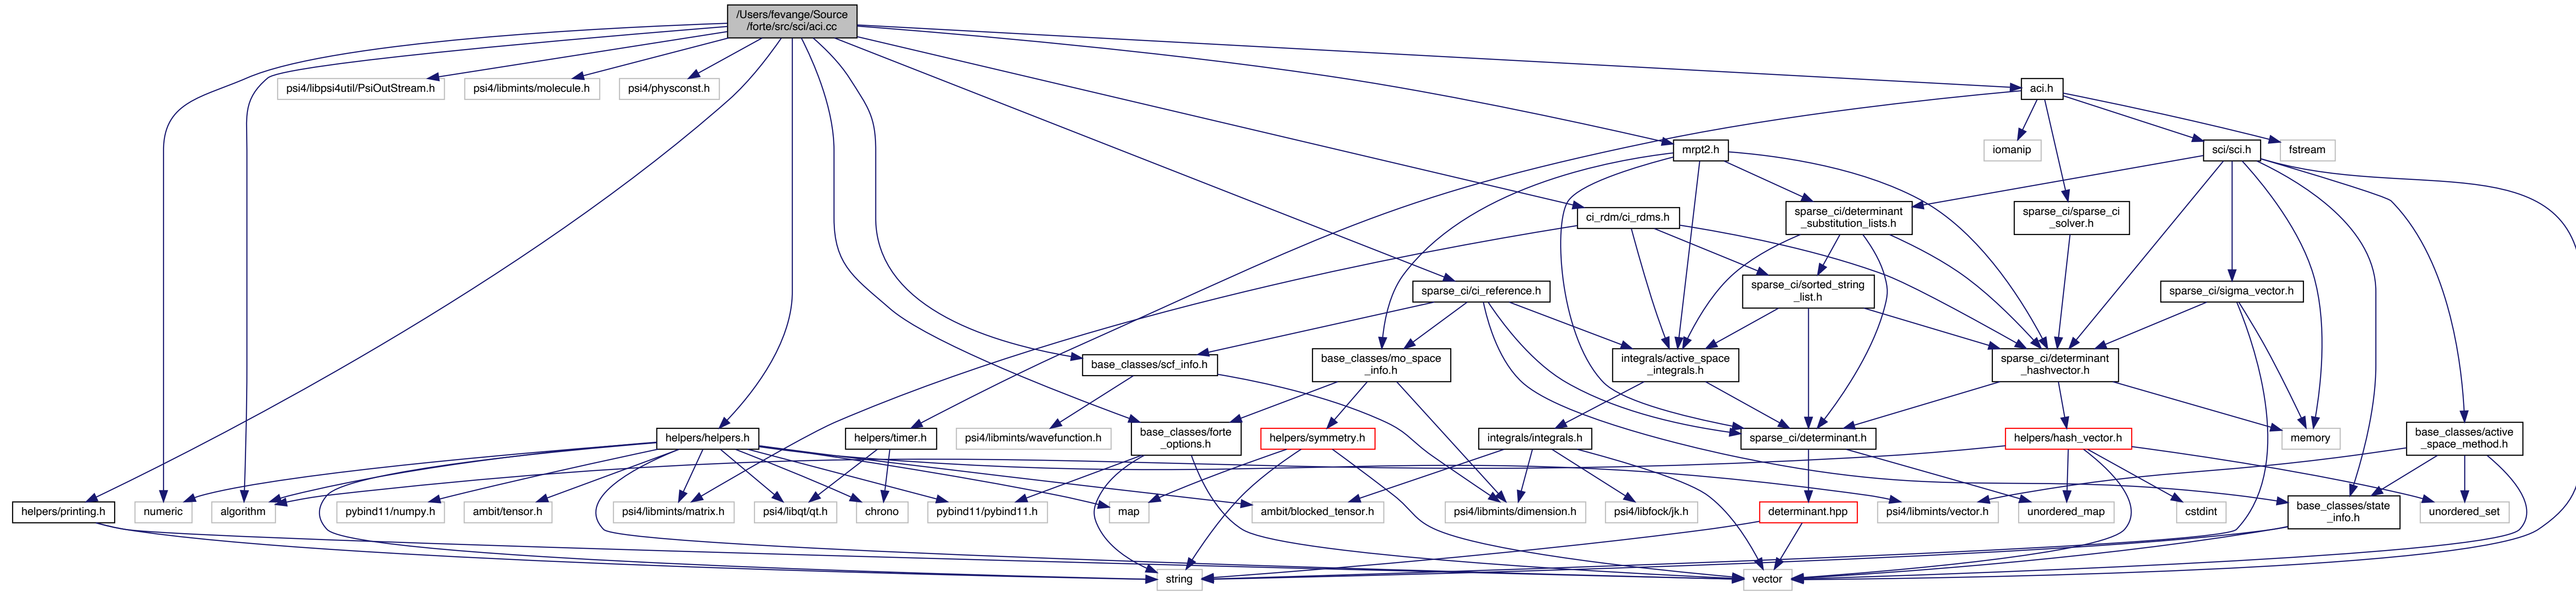 /Users/fevange/Source
/forte/src/sci/aci.cc
psi4/libpsi4util/PsiOutStream.h
psi4/libmints/molecule.h
psi4/physconst.h
aci.h
mrpt2.h
iomanip
sci/sci.h
fstream
ci_rdm/ci_rdms.h
sparse_ci/determinant
_substitution_lists.h
sparse_ci/sparse_ci
_solver.h
sparse_ci/ci_reference.h
sparse_ci/sorted_string
_list.h
sparse_ci/sigma_vector.h
base_classes/scf_info.h
base_classes/mo_space
_info.h
integrals/active_space
_integrals.h
sparse_ci/determinant
_hashvector.h
helpers/helpers.h
helpers/timer.h
psi4/libmints/wavefunction.h
base_classes/forte
_options.h
helpers/symmetry.h
integrals/integrals.h
sparse_ci/determinant.h
helpers/hash_vector.h
memory
base_classes/active
_space_method.h
helpers/printing.h
numeric
algorithm
pybind11/numpy.h
ambit/tensor.h
psi4/libmints/matrix.h
psi4/libqt/qt.h
chrono
pybind11/pybind11.h
map
ambit/blocked_tensor.h
psi4/libmints/dimension.h
psi4/libfock/jk.h
determinant.hpp
psi4/libmints/vector.h
unordered_map
cstdint
base_classes/state
_info.h
unordered_set
string
vector